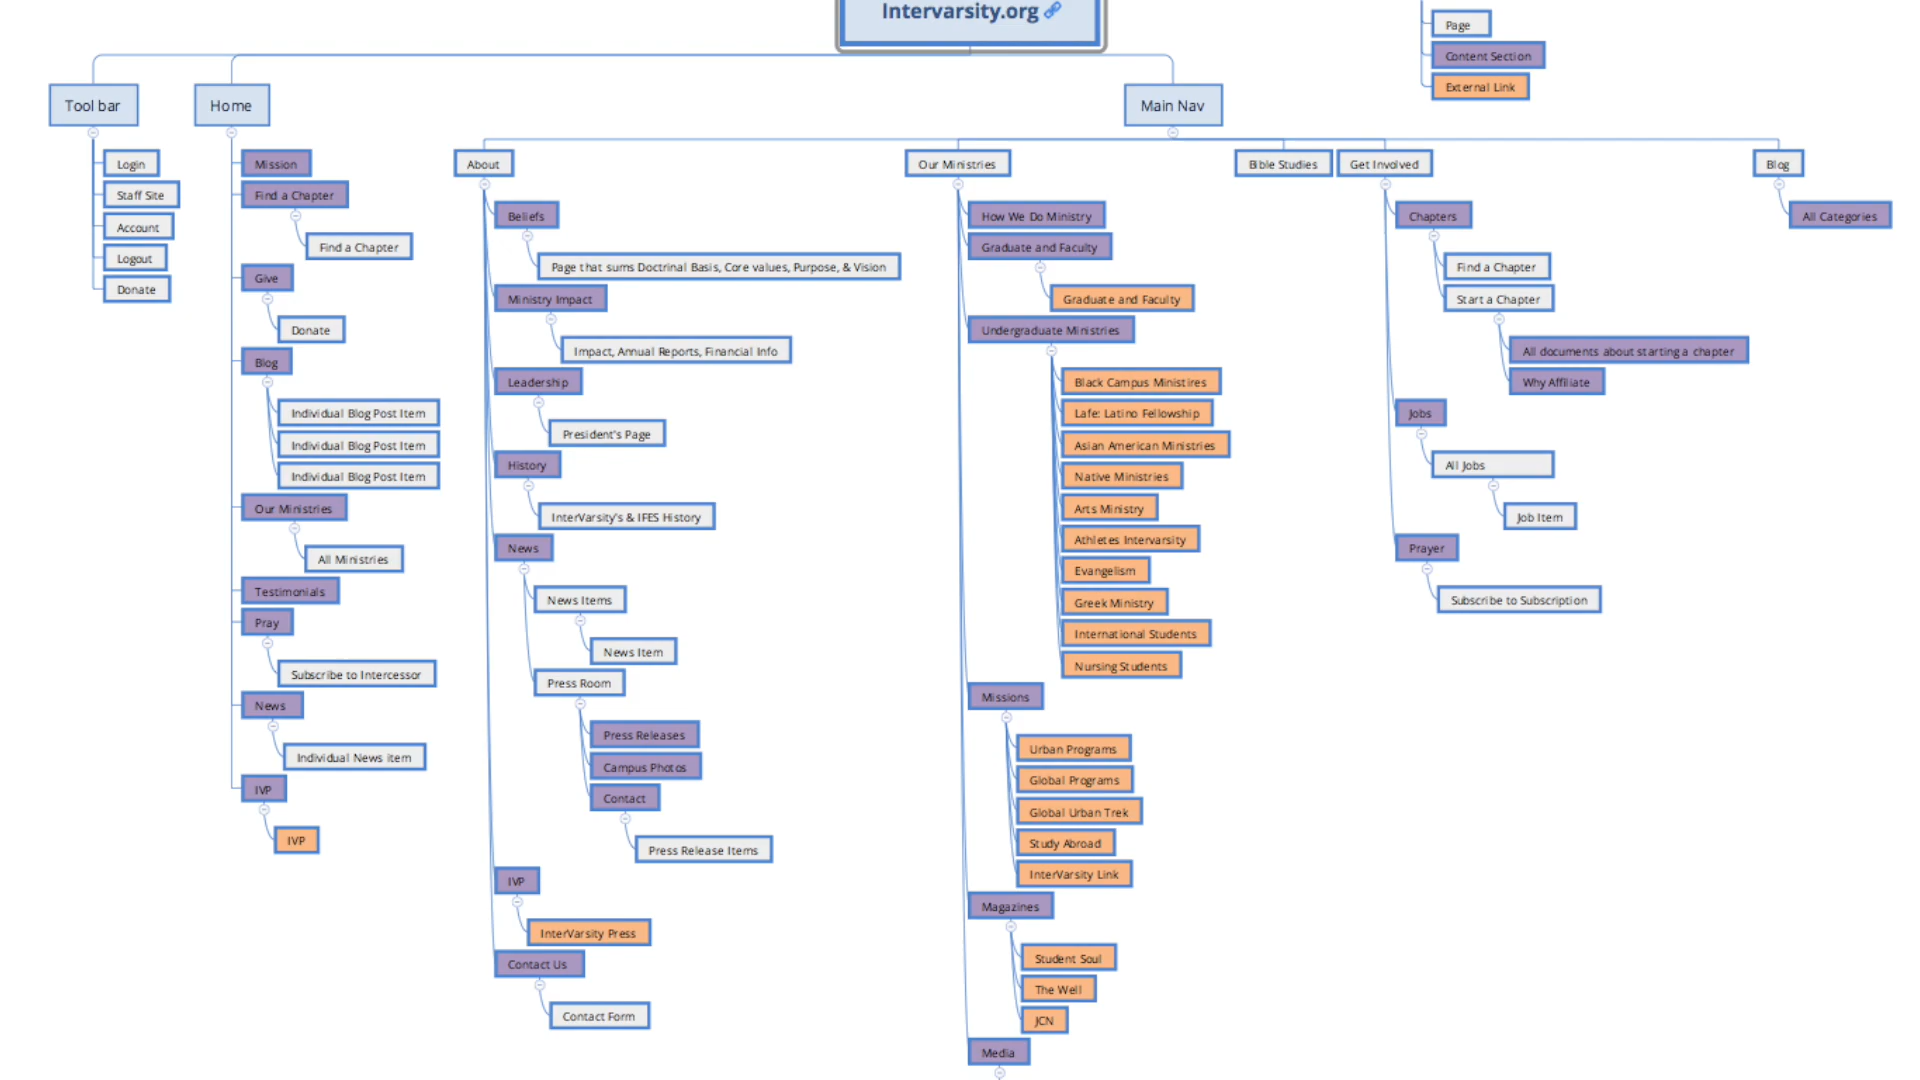 Intervarsity.org
Page
Content Section
External Link
Tool bar
Login
Staff Site
Account
Logout
Donate
Home
Mission
Find a Chapter
Find a Chapter
Give
Donate
Blog
Individual Blog Post Item
Individual Blog Post Item
Individual Blog Post Item
Our Ministries
All Ministries
Testimonials
Pray
Subscribe to Intercessor
News
Individual News item
IVP
IVP
Main Nav
About
Beliefs
Page that sums Doctrinal Basis, Core values, Purpose, & Vision
Ministry Impact
Impact, Annual Reports, Financial Info
Leadership
President's Page
History
InterVarsity's & IFES History
News
News Items
News Item
Press Room
Press Releases
Campus Photos
Contact
Press Release Items
IVP
InterVarsity Press
Contact Us
Contact Form
Our Ministries
How We Do Ministry
Graduate and Faculty
Graduate and Faculty
Undergraduate Ministries
Black Campus Ministires
Lafe: Latino Fellowship
Asian American Ministries
Native Ministries
Arts Ministry
Athletes Intervarsity
Evangelism
Greek Ministry
International Students
Nursing Students
Missions
Urban Programs
Global Programs
Global Urban Trek
Study Abroad
InterVarsity Link
Magazines
Student Soul
The Well
JCN
Media
Bible Studies
Get Involved
Chapters
Find a Chapter
Start a Chapter
All documents about starting a chapter
Why Affiliate
Jobs
All Jobs
Job Item
Prayer
Subscribe to Subscription
Blog
All Categories